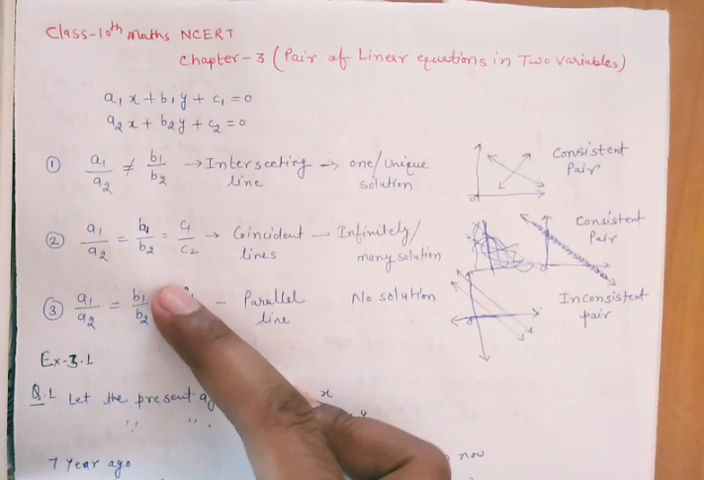 Class-10th Maths NCERT
Chapter-3 (Pair of Linear equations in Two Variables)
a₁x + b₁y + c₁ = 0
a₂x + b₂y + c₂ = 0
① a₁/a₂ ≠ b₁/b₂ → Intersecting line → one/unique solution Consistent Pair
② a₁/a₂ = b₁/b₂ = c₁/c₂ → Coincident lines — Infinitely/many solution Consistent Pair
③ a₁/a₂ = b₁/b₂ – Parallel line No solution Inconsistent pair
Ex-3.1
Q.1 Let the present x
" " y
7 Year ago now